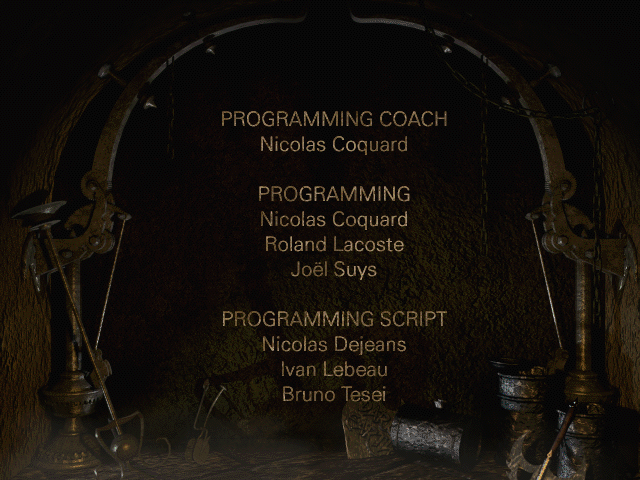 PROGRAMMING COACH
Nicolas Coquard
PROGRAMMING
Nicolas Coquard
Roland Lacoste
Joël Suys
PROGRAMMING SCRIPT
Nicolas Dejeans
Ivan Lebeau
Bruno Tesei